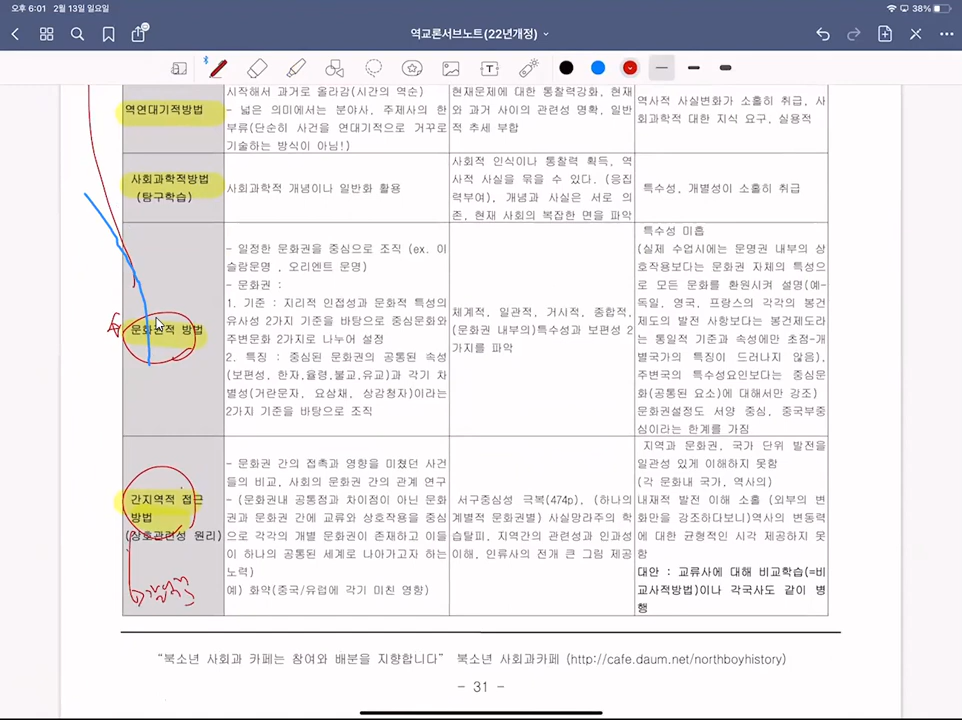 오후 6:01 2월 13일 일요일
38%
역교론서브노트(22년개정)
역연대기적방법
시작해서 과거로 올라감(시간의 역순)
- 넓은 의미에서는 분야사, 주제사의 한
부류(단순히 사건을 연대기적으로 거꾸로
기술하는 방식이 아님!)
현재문제에 대한 통찰력강화, 현재
와 과거 사이의 관련성 명확, 일반
적 추세 부합
역사적 사실변화가 소홀히 취급, 사
회과학적 대한 지식 요구, 실용적
사회과학적방법
(탐구학습)
사회과학적 개념이나 일반화 활용
사회적 인식이나 통찰력 획득, 역
사적 사실을 묶을 수 있다. (응집
력부여), 개념과 사실은 서로 의
존, 현재 사회의 복잡한 면을 파악
특수성, 개별성이 소홀히 취급
문화권적 방법
- 일정한 문화권을 중심으로 조직 (ex. 이
슬람문명 , 오리엔트 문명)
- 문화권 :
1. 기준 : 지리적 인접성과 문화적 특성의
유사성 2가지 기준을 바탕으로 중심문화와
주변문화 2가지로 나누어 설정
2. 특징 : 중심된 문화권의 공통된 속성
(보편성, 한자,율령,불교,유교)과 각기 차
별성(거란문자, 요삼채, 상감청자)이라는
2가지 기준을 바탕으로 조직
체계적, 일관적, 거시적, 종합적,
(문화권 내부의)특수성과 보편성 2
가지를 파악
특수성 미흡
(실제 수업시에는 문명권 내부의 상
호작용보다는 문화권 자체의 특성으
로 모든 문화를 환원시켜 설명(예-
독일, 영국, 프랑스의 각각의 봉건
제도의 발전 사항보다는 봉건제도라
는 통일적 기준과 속성에만 초점-개
별국가의 특징이 드러나지 않음),
주변국의 특수성요인보다는 중심문
화(공통된 요소)에 대해서만 강조)
문화권설정도 서양 중심, 중국부중
심이라는 한계를 가짐
간지역적 접근
방법
(상호관련성 원리)
- 문화권 간의 접촉과 영향을 미쳤던 사건
들의 비교, 사회의 문화권 간의 관계 연구
- (문화권내 공통점과 차이점이 아닌 문화
권과 문화권 간에 교류와 상호작용을 중심
으로 각각의 개별 문화권이 존재하고 이들
이 하나의 공통된 세계로 나아가고자 하는
노력)
예) 화약(중국/유럽에 각기 미친 영향)
서구중심성 극복(474p), (하나의
계별적 문화권별) 사실망라주의 학
습탈피, 지역간의 관련성과 인과성
이해, 인류사의 전개 큰 그림 제공
지역과 문화권, 국가 단위 발전을
일관성 있게 이해하지 못함
(각 문화내 국가, 역사의)
내재적 발전 이해 소홀 (외부의 변
화만을 강조하다보니)역사의 변동력
에 대한 균형적인 시각 제공하지 못
함
대안 : 교류사에 대해 비교학습(=비
교사적방법)이나 각국사도 같이 병
행
"북소년 사회과 카페는 참여와 배분을 지향합니다" 북소년 사회과카페 (http://cafe.daum.net/northboyhistory)
- 31 -